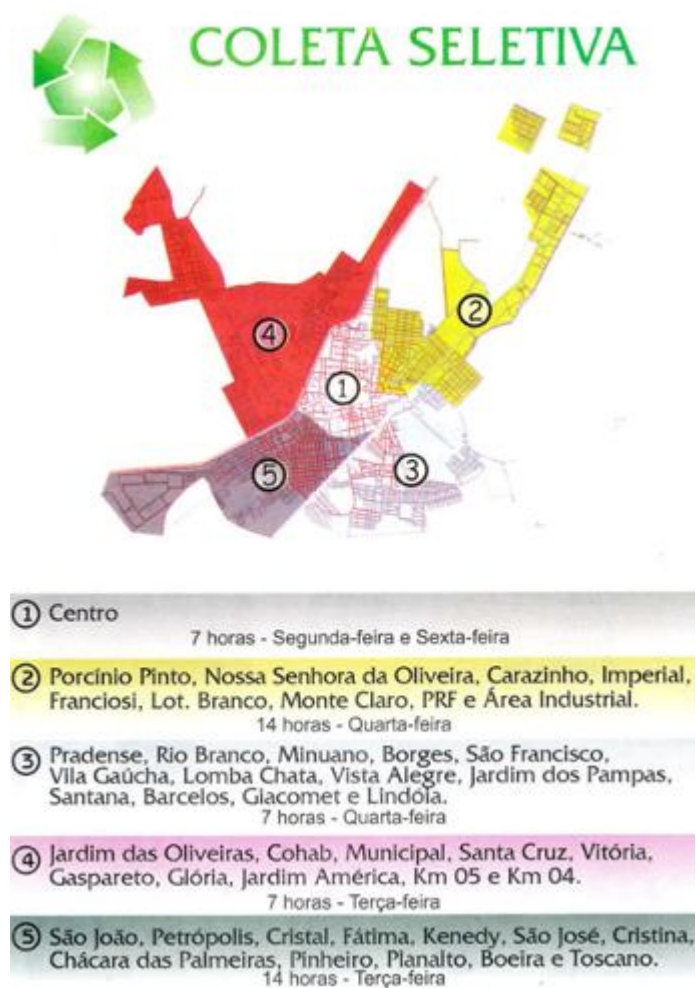 COLETA SELETIVA
2
4
1
3
5
1 Centro
7 horas - Segunda-feira e Sexta-feira
2 Porcínio Pinto, Nossa Senhora da Oliveira, Carazinho, Imperial,
Franciosi, Lot. Branco, Monte Claro, PRF e Área Industrial.
14 horas - Quarta-feira
3 Pradense, Rio Branco, Minuano, Borges, São Francisco,
Vila Gaúcha, Lomba Chata, Vista Alegre, Jardim dos Pampas,
Santana, Barcelos, Giacomet e Lindóia.
7 horas - Quarta-feira
4 Jardim das Oliveiras, Cohab, Municipal, Santa Cruz, Vitória,
Gaspareto, Glória, Jardim América, Km 05 e Km 04.
7 horas - Terça-feira
5 São João, Petrópolis, Cristal, Fátima, Kenedy, São José, Cristina,
Chácara das Palmeiras, Pinheiro, Planalto, Boeira e Toscano.
14 horas - Terça-feira